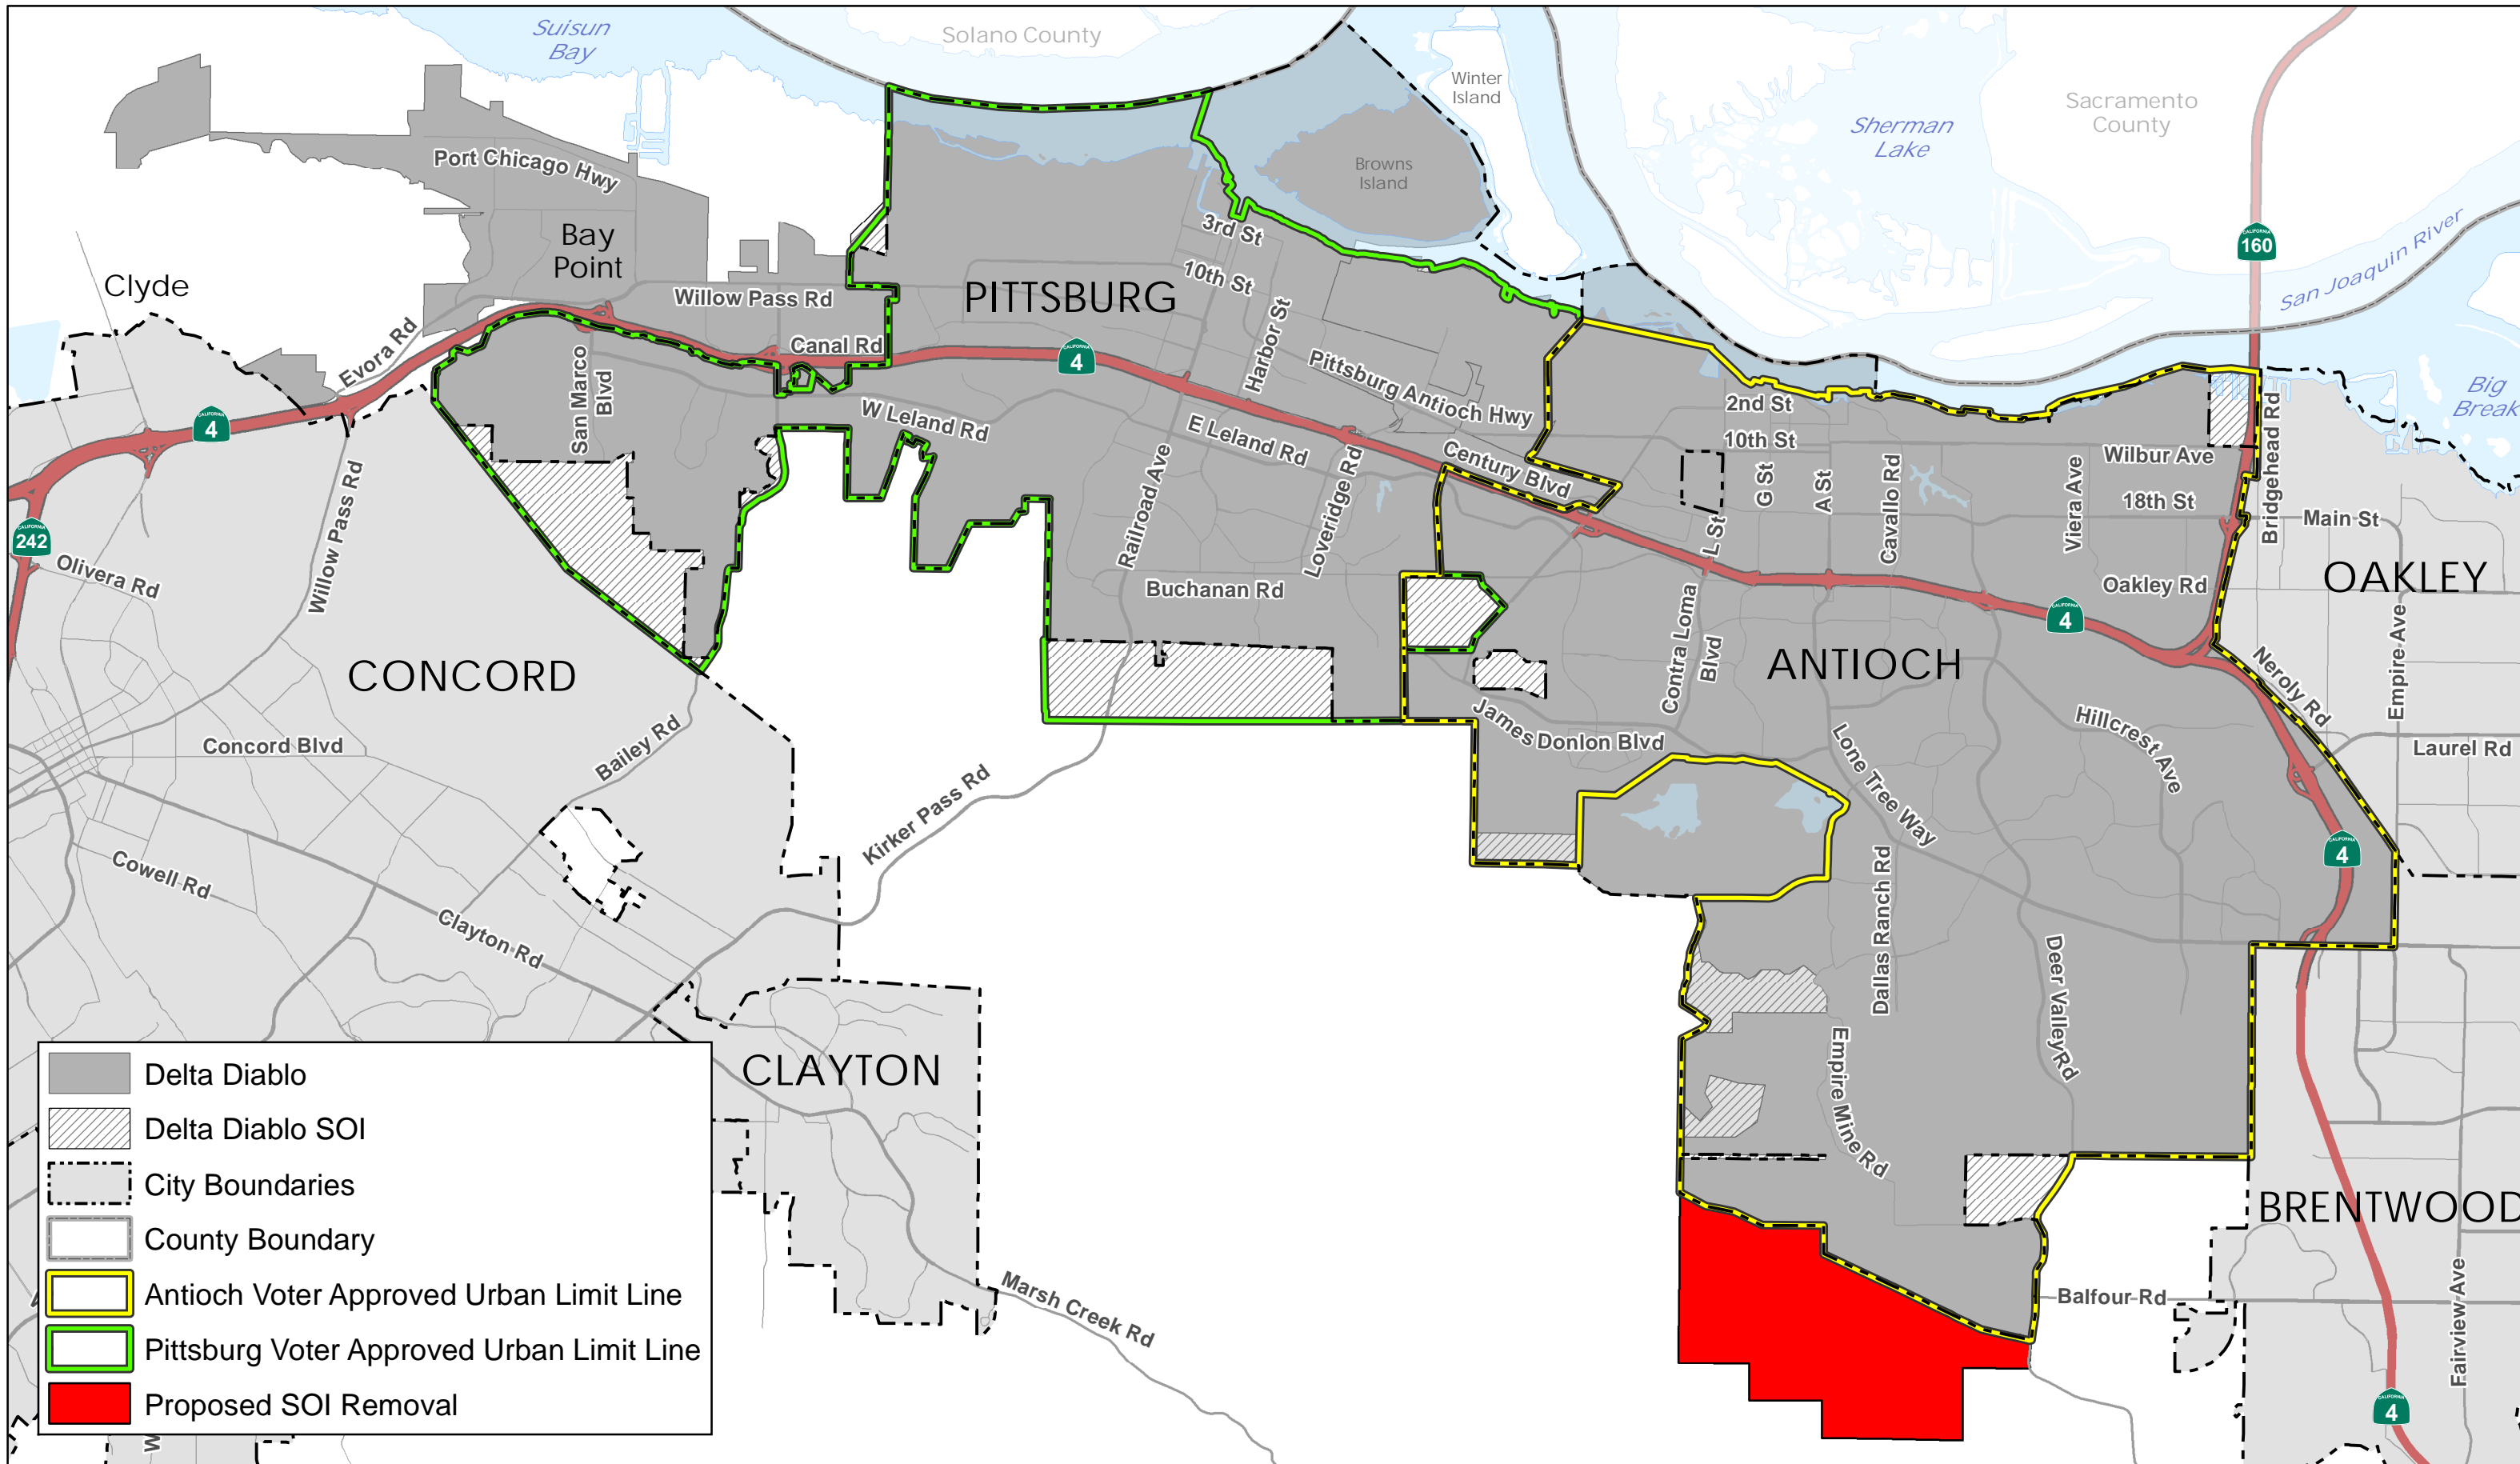 Suisun
Bay
Solano County
Winter
Island
Sacramento
County
Sherman
Lake
Browns
Island
Port Chicago Hwy
Bay
Point
Clyde
3rd St
CALIFORNIA
160
San Joaquin River
10th St
Willow Pass Rd
PITTSBURG
Harbor St
Evora Rd
Canal Rd
CALIFORNIA
4
Pittsburg Antioch Hwy
San Marco
Blvd
Big
Break
CALIFORNIA
4
W Leland Rd
E Leland Rd
2nd St
10th St
Century Blvd
Wilbur Ave
Bridgehead Rd
G St
A St
Cavallo Rd
Viera Ave
18th St
Main St
CALIFORNIA
242
Willow Pass Rd
Railroad Ave
Loveridge Rd
L St
Olivera Rd
Buchanan Rd
Oakley Rd
OAKLEY
CALIFORNIA
4
Contra Loma
Blvd
ANTIOCH
CONCORD
Empire Ave
Neroly Rd
Concord Blvd
Bailey Rd
James Donlon Blvd
Hillcrest Ave
Laurel Rd
Lone Tree Way
Kirker Pass Rd
CALIFORNIA
4
Cowell Rd
Clayton Rd
Dallas Ranch Rd
Deer Valley Rd
CLAYTON
Empire Mine Rd
Delta Diablo
Delta Diablo SOI
City Boundaries
County Boundary
Antioch Voter Approved Urban Limit Line
Pittsburg Voter Approved Urban Limit Line
Proposed SOI Removal
BRENTWOOD
Marsh Creek Rd
Balfour Rd
Fairview Ave
CALIFORNIA
4
W